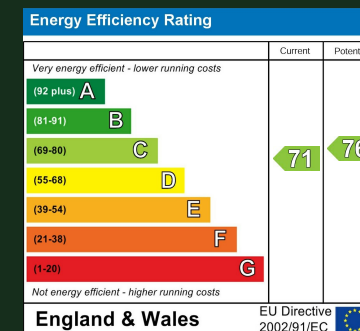 Energy Efficiency Rating
Current
Potent
Very energy efficient - lower running costs
(92 plus) A
(81-91) B
(69-80) C
(55-68) D
(39-54) E
(21-38) F
(1-20) G
71
76
Not energy efficient - higher running costs
England & Wales
EU Directive
2002/91/EC